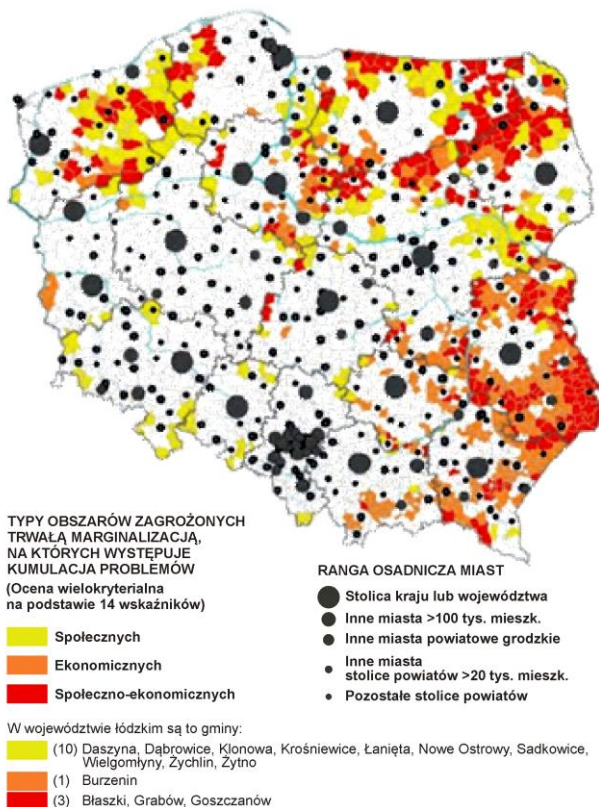 TYPY OBSZARÓW ZAGROŻONYCH
TRWAŁĄ MARGINALIZACJĄ,
NA KTÓRYCH WYSTĘPUJE
KUMULACJA PROBLEMÓW
(Ocena wielokryterialna
na podstawie 14 wskaźników)
Społecznych
Ekonomicznych
Społeczno-ekonomicznych
RANGA OSADNICZA MIAST
Stolica kraju lub województwa
Inne miasta >100 tys. mieszk.
Inne miasta powiatowe grodzkie
Inne miasta
stolice powiatów >20 tys. mieszk.
Pozostałe stolice powiatów
W województwie łódzkim są to gminy:
(10) Daszyna, Dąbrowice, Klonowa, Krośniewice, Łanięta, Nowe Ostrowy, Sadkowice,
Wielgomłyny, Żychlin, Żytno
(1) Burzenin
(3) Błaszki, Grabów, Goszczanów